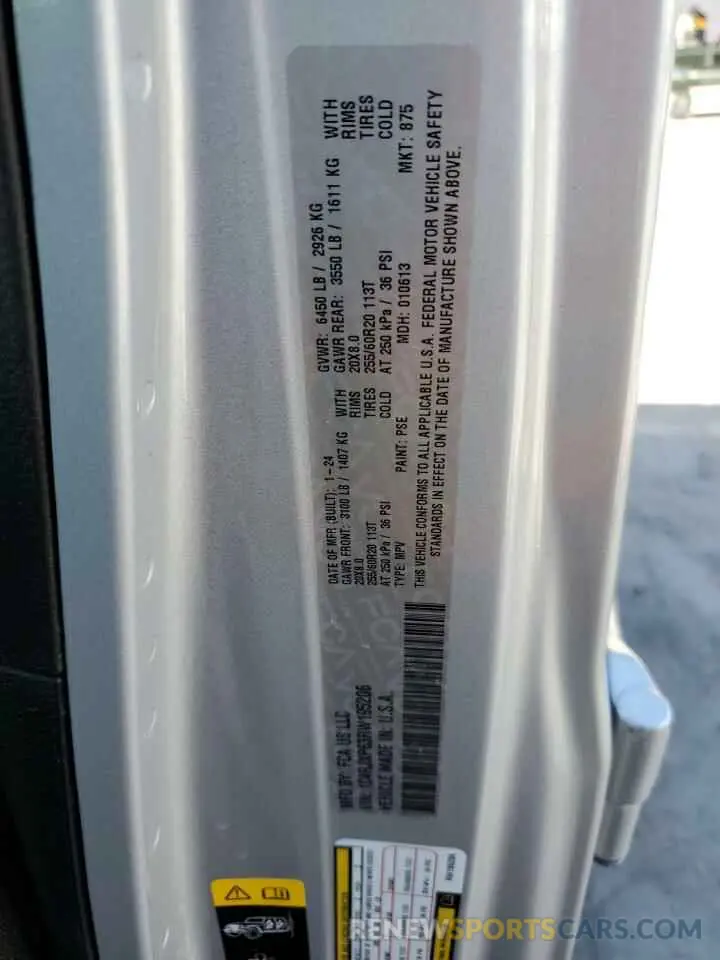 MFD BY: FCA US LLC
DATE OF MFR (BUILT): 1-24
GVWR: 6450 LB / 2926 KG
GAWR FRONT: 3100 LB / 1407 KG WITH
GAWR REAR: 3550 LB / 1611 KG WITH
20X8.0 RIMS
20X8.0 RIMS
255/60R20 113T TIRES
255/60R20 113T TIRES
AT 250 kPa / 36 PSI COLD
AT 250 kPa / 36 PSI COLD
VEHICLE MADE IN: U.S.A.
TYPE: MPV
PAINT: PSE
MDH: 010613
MKT: 875
THIS VEHICLE CONFORMS TO ALL APPLICABLE U.S.A. FEDERAL MOTOR VEHICLE SAFETY
STANDARDS IN EFFECT ON THE DATE OF MANUFACTURE SHOWN ABOVE.
RENEWSPORTSCARS.COM